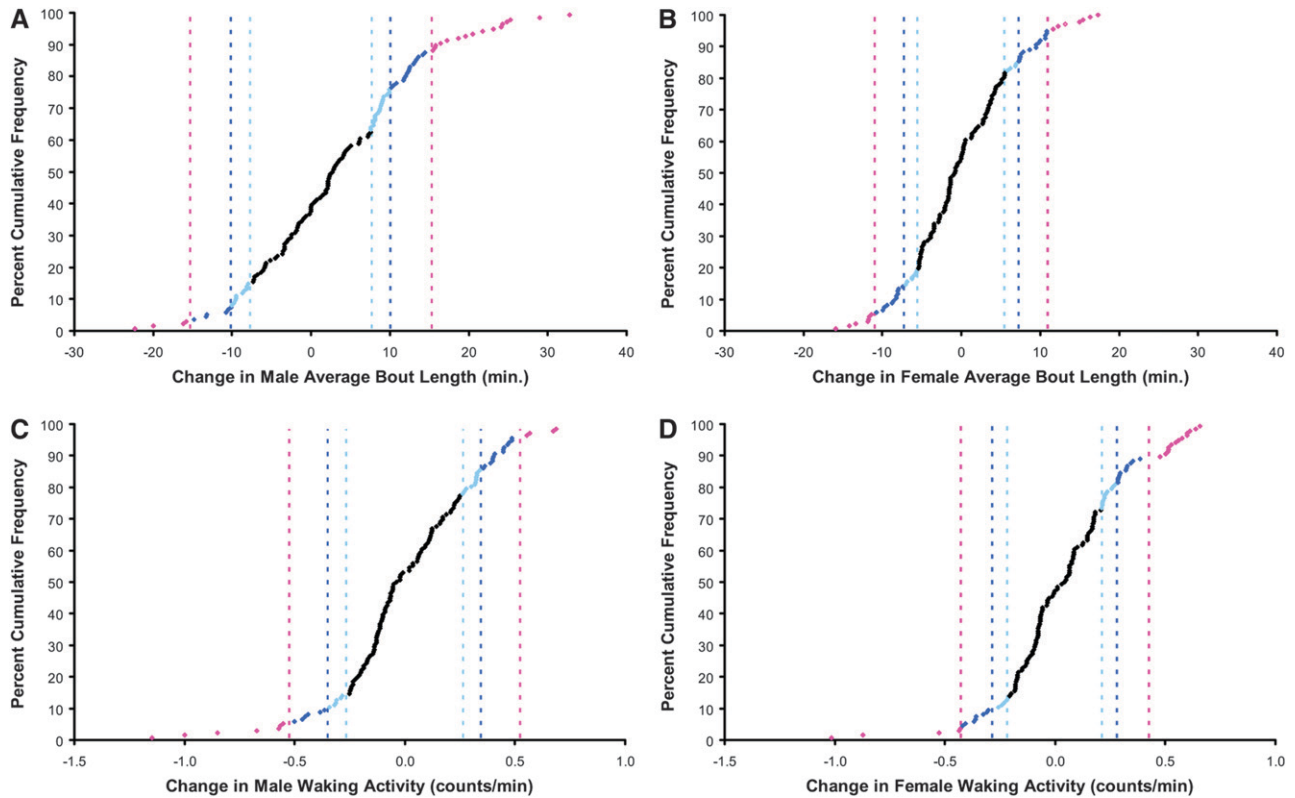 A
Percent Cumulative Frequency
100
90
80
70
60
50
40
30
20
10
0
-30 -20 -10 0 10 20 30 40
Change in Male Average Bout Length (min.)
B
Percent Cumulative Frequency
100
90
80
70
60
50
40
30
20
10
0
-30 -20 -10 0 10 20 30 40
Change in Female Average Bout Length (min.)
C
Percent Cumulative Frequency
100
90
80
70
60
50
40
30
20
10
0
-1.5 -1.0 -0.5 0.0 0.5 1.0
Change in Male Waking Activity (counts/min)
D
Percent Cumulative Frequency
100
90
80
70
60
50
40
30
20
10
0
-1.5 -1.0 -0.5 0.0 0.5 1.0
Change in Female Waking Activity (counts/min)